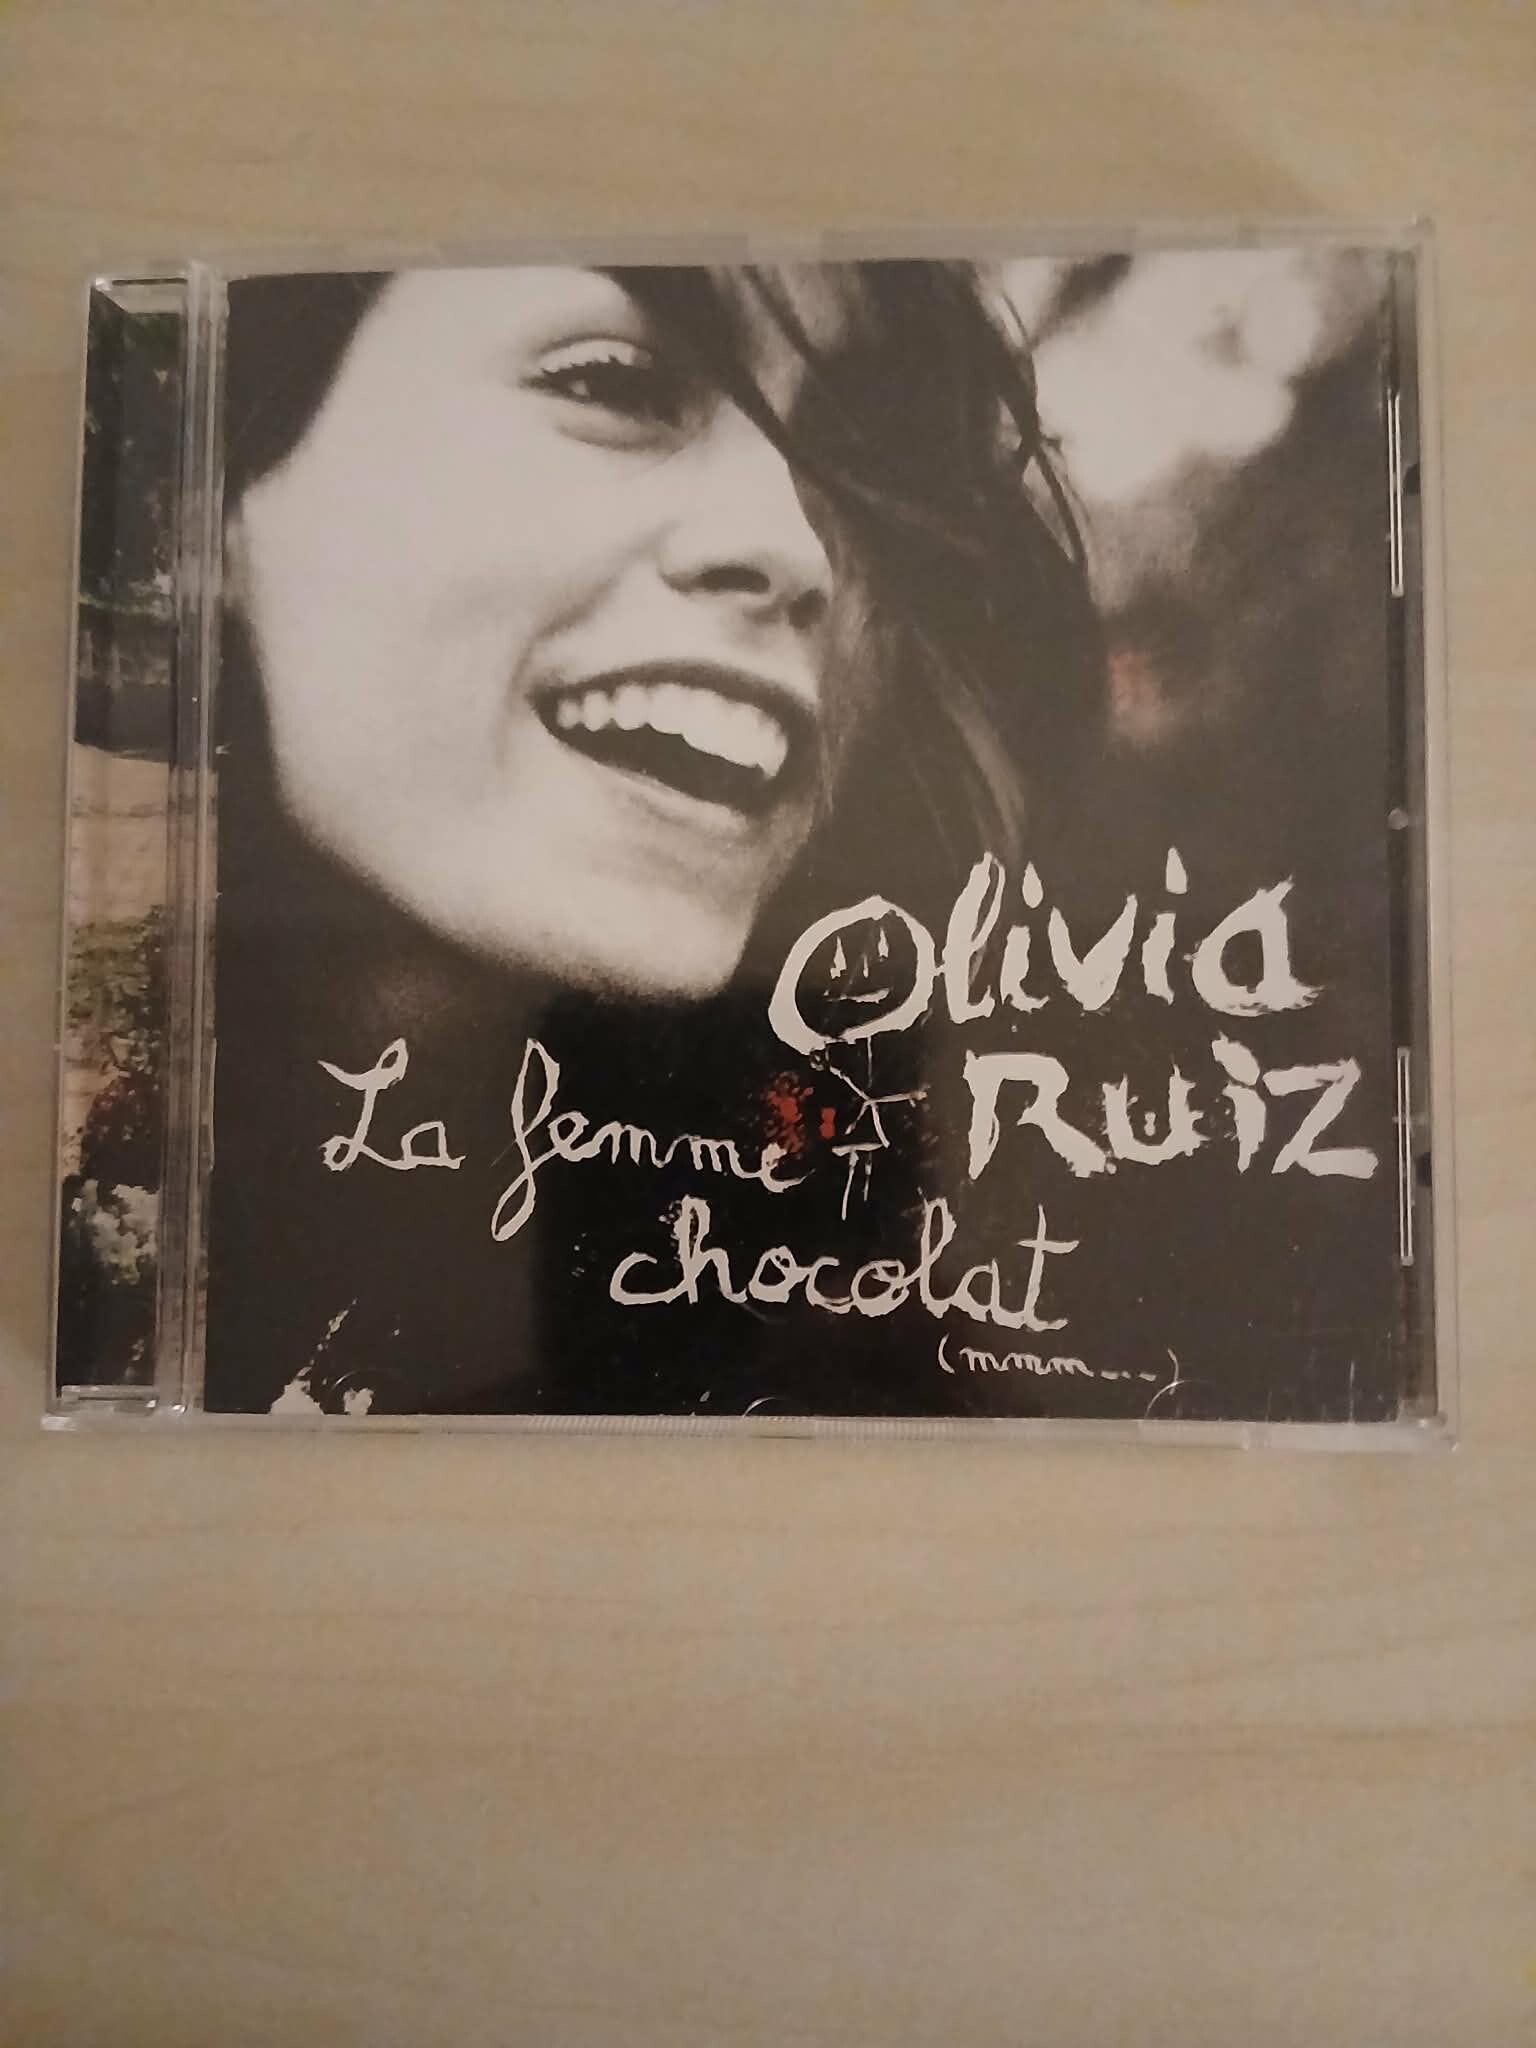 Olivia
Ruiz
La femme
chocolat
(mmm...)